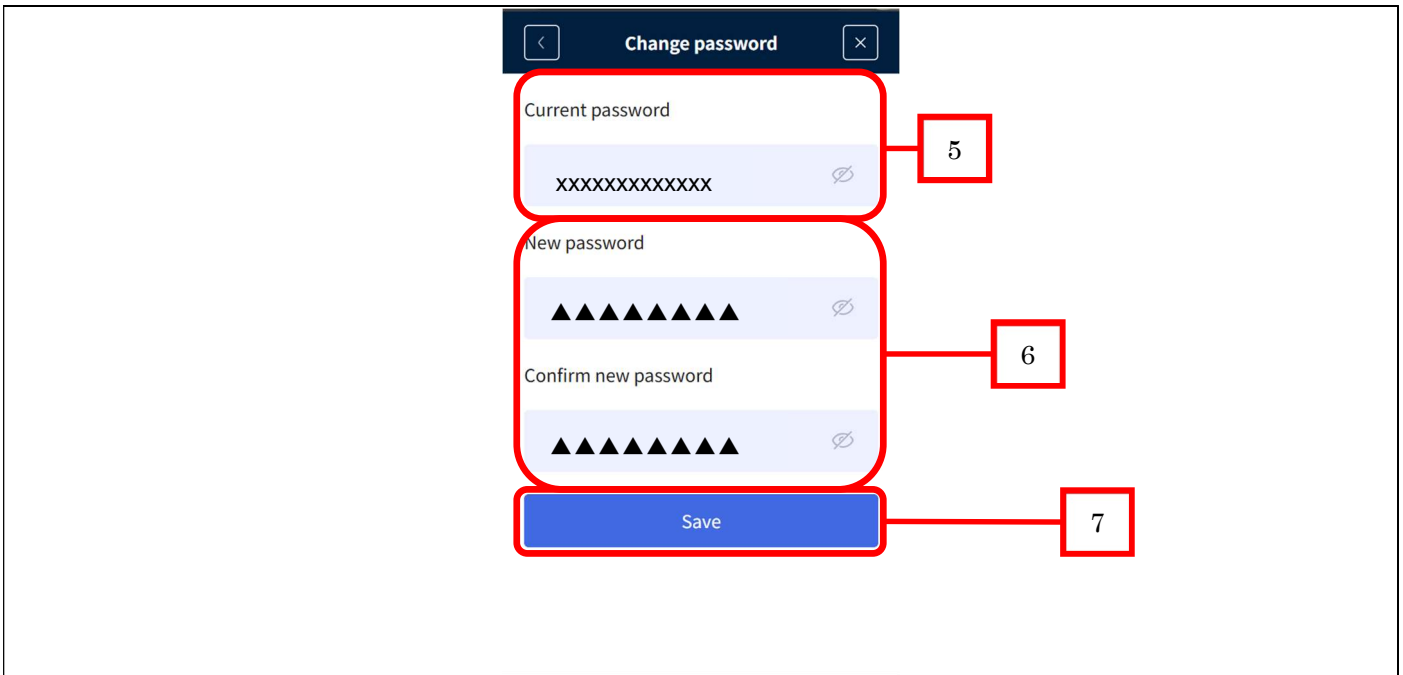 Change password
Current password
5
xxxxxxxxxxxxx
New password
▲▲▲▲▲▲▲▲
6
Confirm new password
▲▲▲▲▲▲▲▲
Save
7